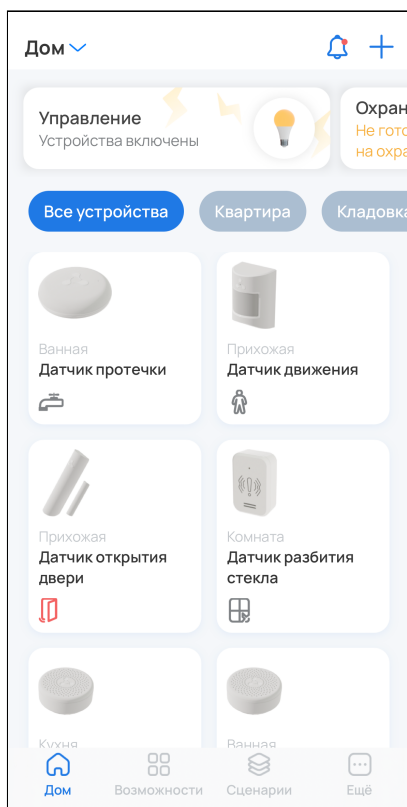 Дом
Управление
Устройства включены
Охран
Не гото
на охра
Все устройства
Квартира
Кладовка
Ванная
Датчик протечки
Прихожая
Датчик движения
Прихожая
Датчик открытия
двери
Комната
Датчик разбития
стекла
Кухня
Ванная
Дом
Возможности
Сценарии
Ещё